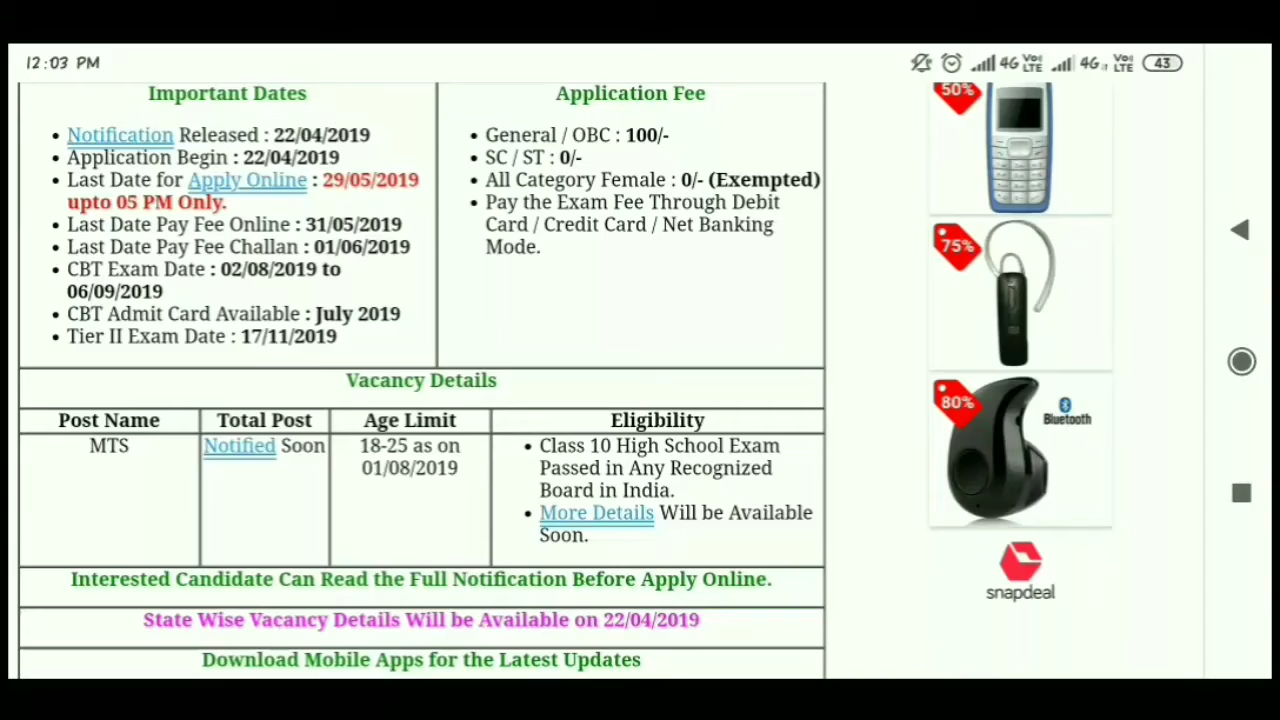 12:03 PM
4G VoLTE 4G VoLTE 43
Important Dates
Notification Released : 22/04/2019
Application Begin : 22/04/2019
Last Date for Apply Online : 29/05/2019
upto 05 PM Only.
Last Date Pay Fee Online : 31/05/2019
Last Date Pay Fee Challan : 01/06/2019
CBT Exam Date : 02/08/2019 to
06/09/2019
CBT Admit Card Available : July 2019
Tier II Exam Date : 17/11/2019
Application Fee
General / OBC : 100/-
SC / ST : 0/-
All Category Female : 0/- (Exempted)
Pay the Exam Fee Through Debit
Card / Credit Card / Net Banking
Mode.
Vacancy Details
Post Name Total Post Age Limit Eligibility
MTS
Notified Soon
18-25 as on
01/08/2019
Class 10 High School Exam
Passed in Any Recognized
Board in India.
More Details Will be Available
Soon.
Interested Candidate Can Read the Full Notification Before Apply Online.
State Wise Vacancy Details Will be Available on 22/04/2019
Download Mobile Apps for the Latest Updates
50%
75%
80%
Bluetooth
snapdeal